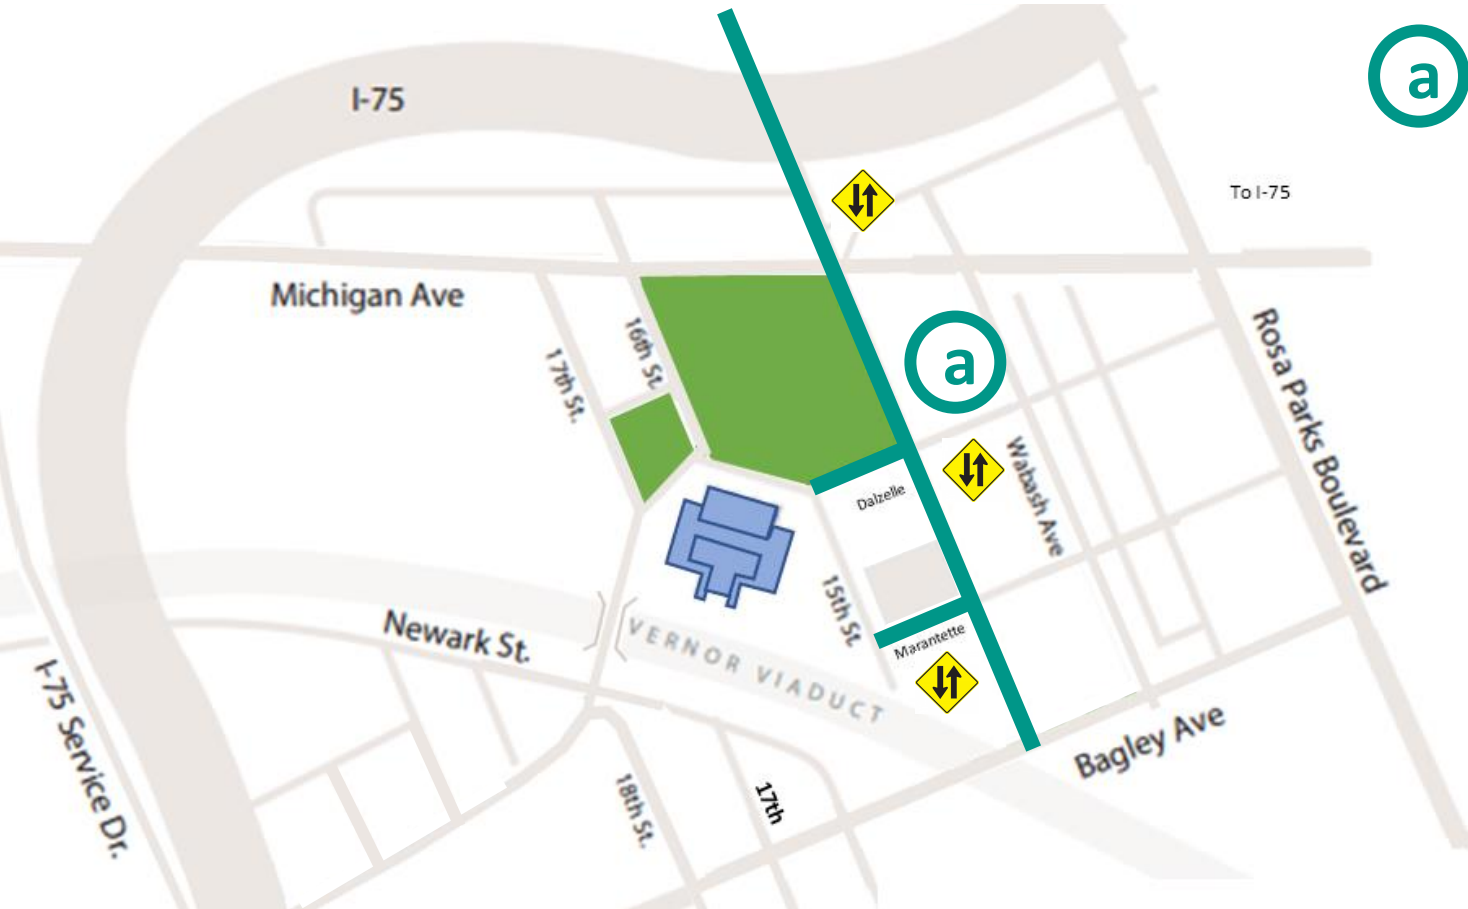 a
I-75
To I-75
Michigan Ave
16th St.
17th St.
a
Rosa Parks Boulevard
Wabash Ave
Dalzelle
15th St.
Newark St.
VERNOR VIADUCT
Marantette
I-75 Service Dr.
Bagley Ave
18th St.
17th